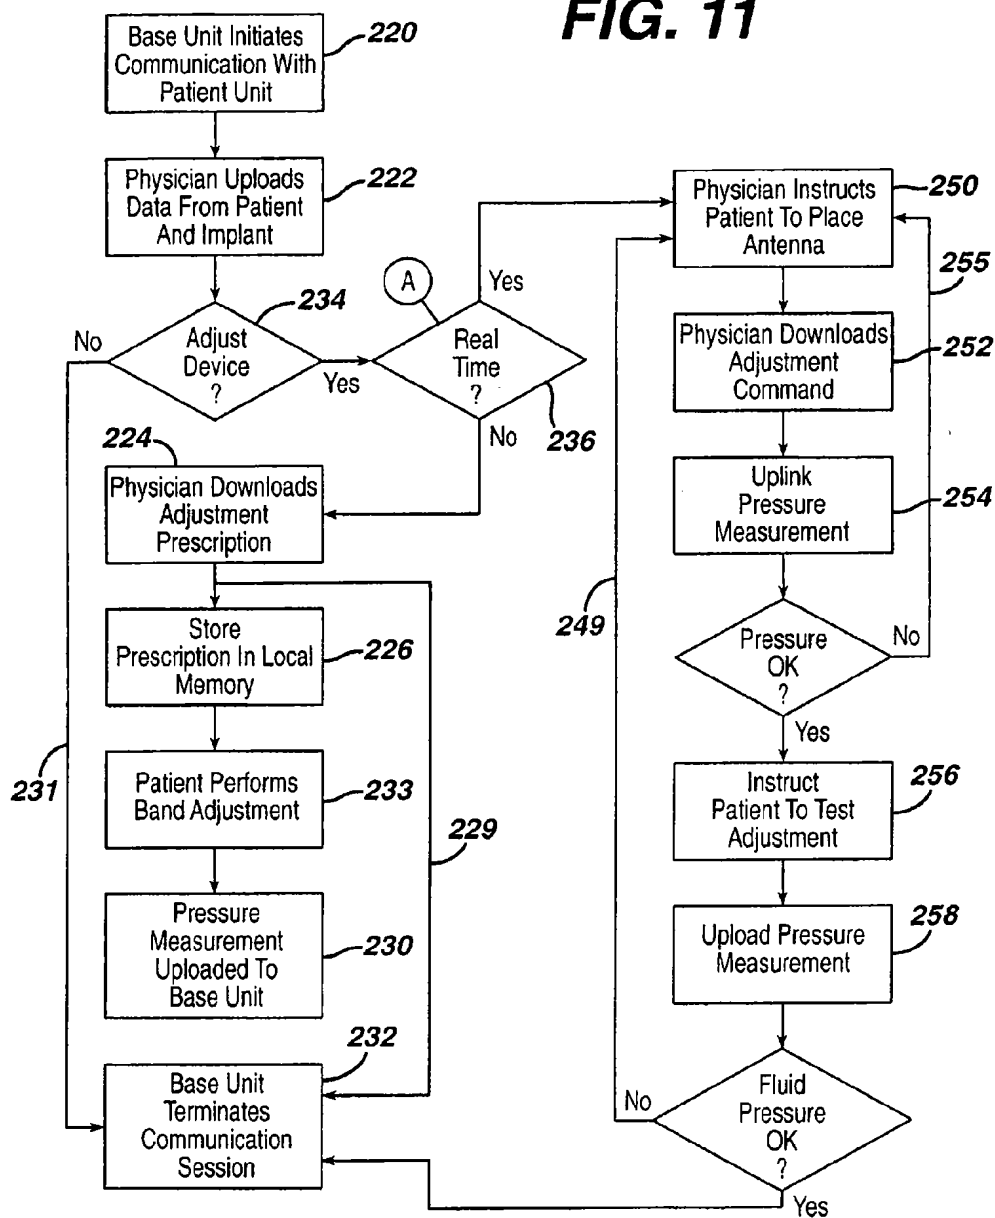 FIG. 11
Base Unit Initiates
Communication With
Patient Unit
220
Physician Uploads
Data From Patient
And Implant
222
Adjust
Device
?
234
No
Yes
A
Real
Time
?
236
Yes
No
224
Physician Downloads
Adjustment
Prescription
Store
Prescription In Local
Memory
226
Patient Performs
Band Adjustment
233
Pressure
Measurement
Uploaded To
Base Unit
230
231
229
232
Base Unit
Terminates
Communication
Session
Physician Instructs
Patient To Place
Antenna
250
255
Physician Downloads
Adjustment
Command
252
Uplink
Pressure
Measurement
254
249
Pressure
OK
?
No
Yes
Instruct
Patient To Test
Adjustment
256
Upload Pressure
Measurement
258
Fluid
Pressure
OK
?
No
Yes